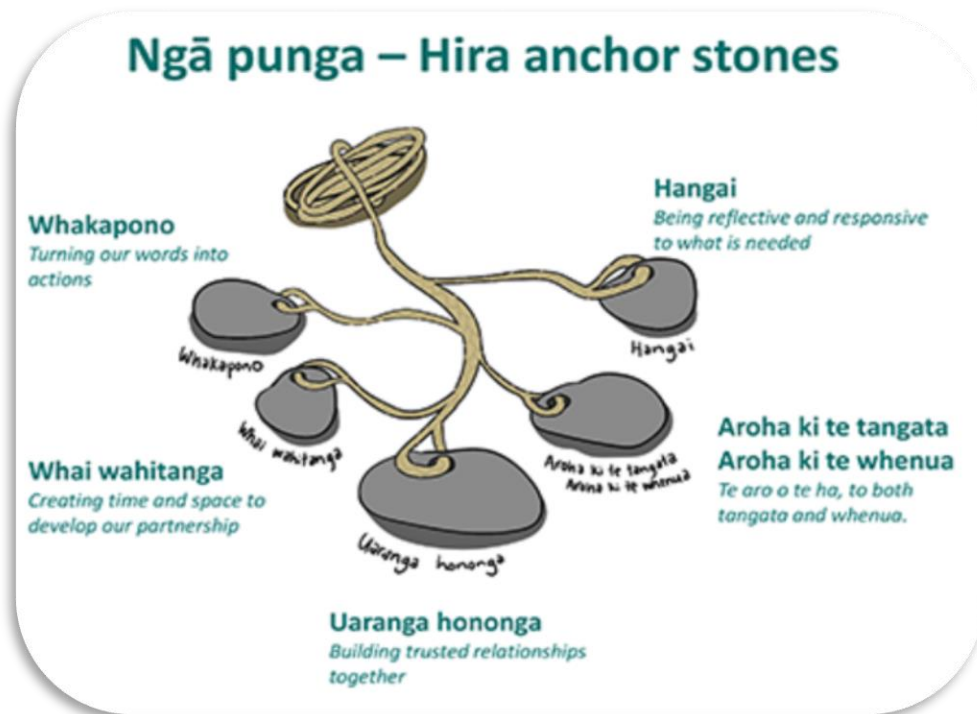 Ngā punga – Hira anchor stones
Whakapono
Turning our words into
actions
Hangai
Being reflective and responsive
to what is needed
Whakapono
Hangai
Whai wahitanga
Aroha ki te tangata
Aroha ki te whenua
Uaranga hononga
Whai wahitanga
Creating time and space to
develop our partnership
Aroha ki te tangata
Aroha ki te whenua
Te aro o te ha, to both
tangata and whenua.
Uaranga hononga
Building trusted relationships
together